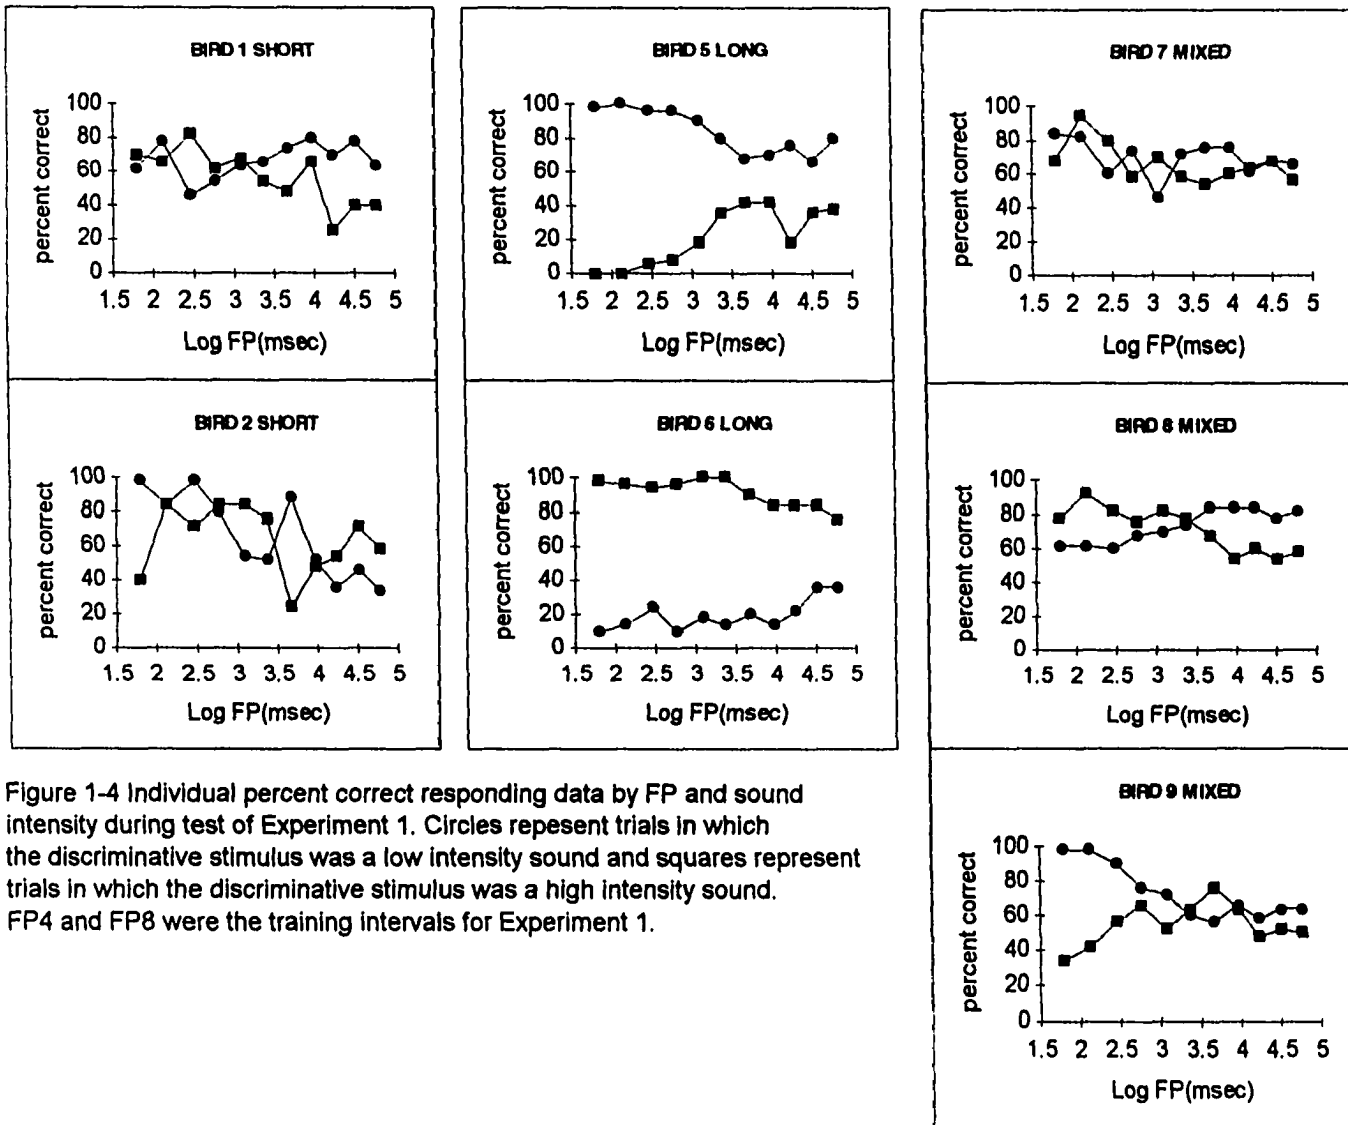 BIRD 1 SHORT
percent correct
100
80
60
40
20
0
1.5 2 2.5 3 3.5 4 4.5 5
Log FP(msec)
BIRD 5 LONG
percent correct
100
80
60
40
20
0
1.5 2 2.5 3 3.5 4 4.5 5
Log FP(msec)
BIRD 7 MIXED
percent correct
100
80
60
40
20
0
1.5 2 2.5 3 3.5 4 4.5 5
Log FP(msec)
BIRD 2 SHORT
percent correct
100
80
60
40
20
0
1.5 2 2.5 3 3.5 4 4.5 5
Log FP(msec)
BIRD 6 LONG
percent correct
100
80
60
40
20
0
1.5 2 2.5 3 3.5 4 4.5 5
Log FP(msec)
BIRD 8 MIXED
percent correct
100
80
60
40
20
0
1.5 2 2.5 3 3.5 4 4.5 5
Log FP(msec)
Figure 1-4 Individual percent correct responding data by FP and sound
intensity during test of Experiment 1. Circles repesent trials in which
the discriminative stimulus was a low intensity sound and squares represent
trials in which the discriminative stimulus was a high intensity sound.
FP4 and FP8 were the training intervals for Experiment 1.
BIRD 9 MIXED
percent correct
100
80
60
40
20
0
1.5 2 2.5 3 3.5 4 4.5 5
Log FP(msec)